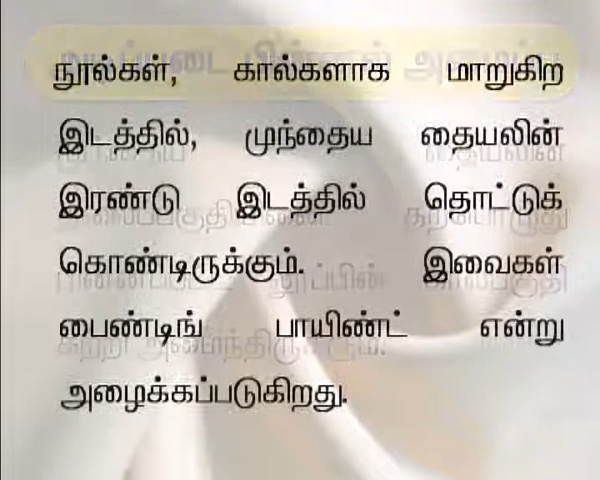 நூல்கள், கால்களாக மாறுகிற
இடத்தில், முந்தைய தையலின்
இரண்டு இடத்தில் தொட்டுக்
கொண்டிருக்கும். இவைகள்
பைண்டிங் பாயிண்ட் என்று
அழைக்கப்படுகிறது.